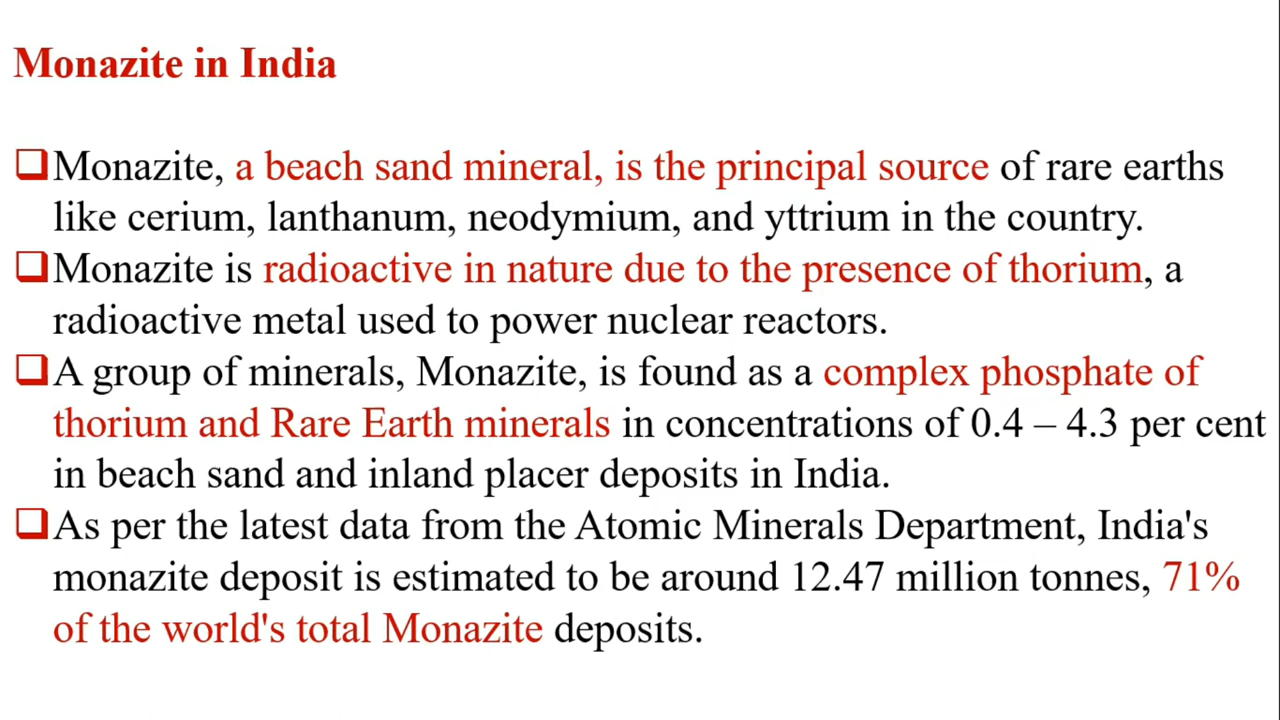 Monazite in India
❑Monazite, a beach sand mineral, is the principal source of rare earths
like cerium, lanthanum, neodymium, and yttrium in the country.
❑Monazite is radioactive in nature due to the presence of thorium, a
radioactive metal used to power nuclear reactors.
❑A group of minerals, Monazite, is found as a complex phosphate of
thorium and Rare Earth minerals in concentrations of 0.4 – 4.3 per cent
in beach sand and inland placer deposits in India.
❑As per the latest data from the Atomic Minerals Department, India's
monazite deposit is estimated to be around 12.47 million tonnes, 71%
of the world's total Monazite deposits.